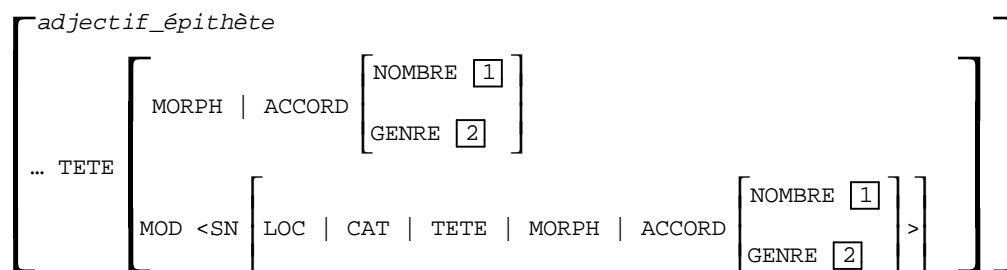 adjectif_épithète
NOMBRE 1
MORPH | ACCORD
GENRE 2
… TETE
NOMBRE 1
MOD <SN LOC | CAT | TETE | MORPH | ACCORD >
GENRE 2